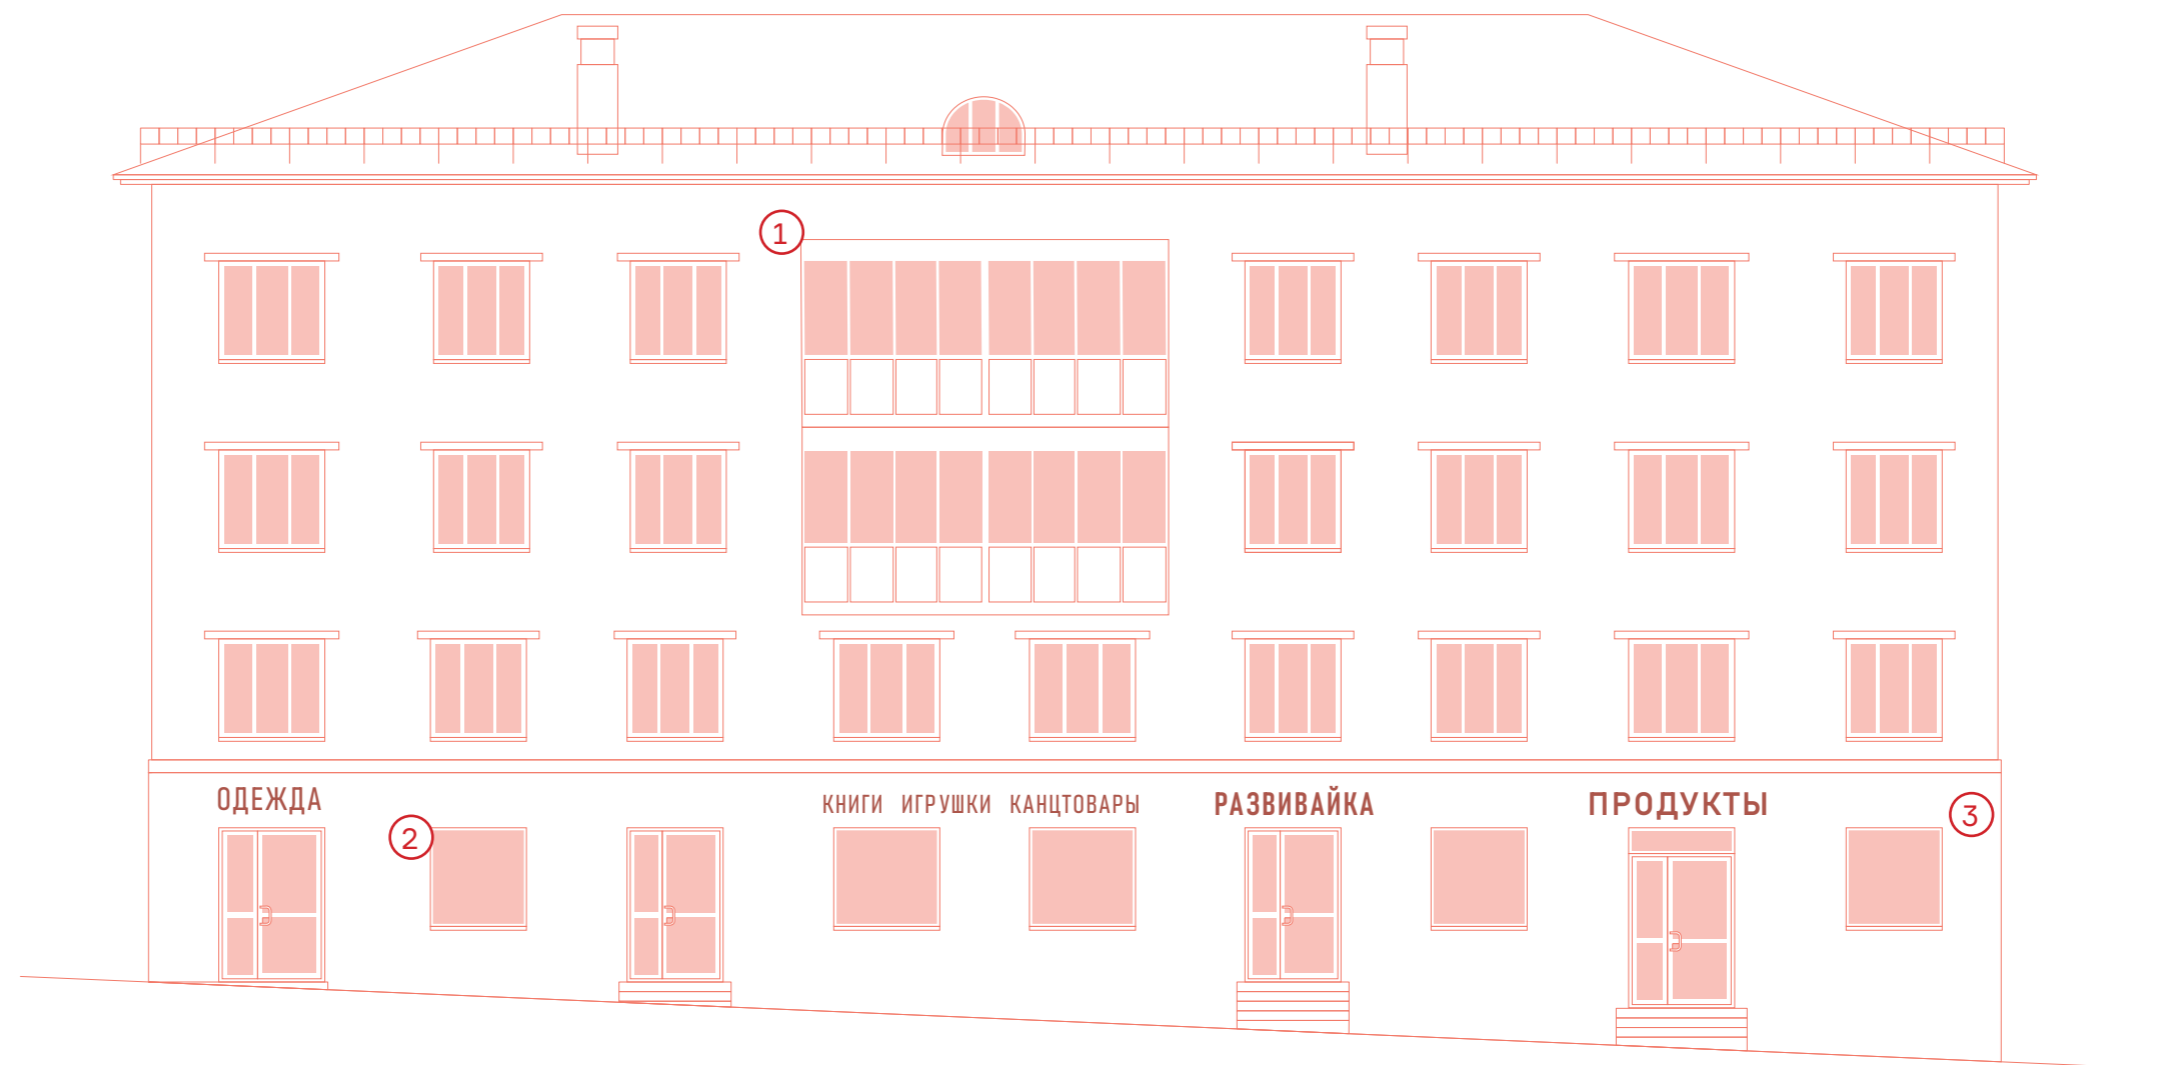 1
ОДЕЖДА
КНИГИ ИГРУШКИ КАНЦТОВАРЫ
РАЗВИВАЙКА
ПРОДУКТЫ
2
3